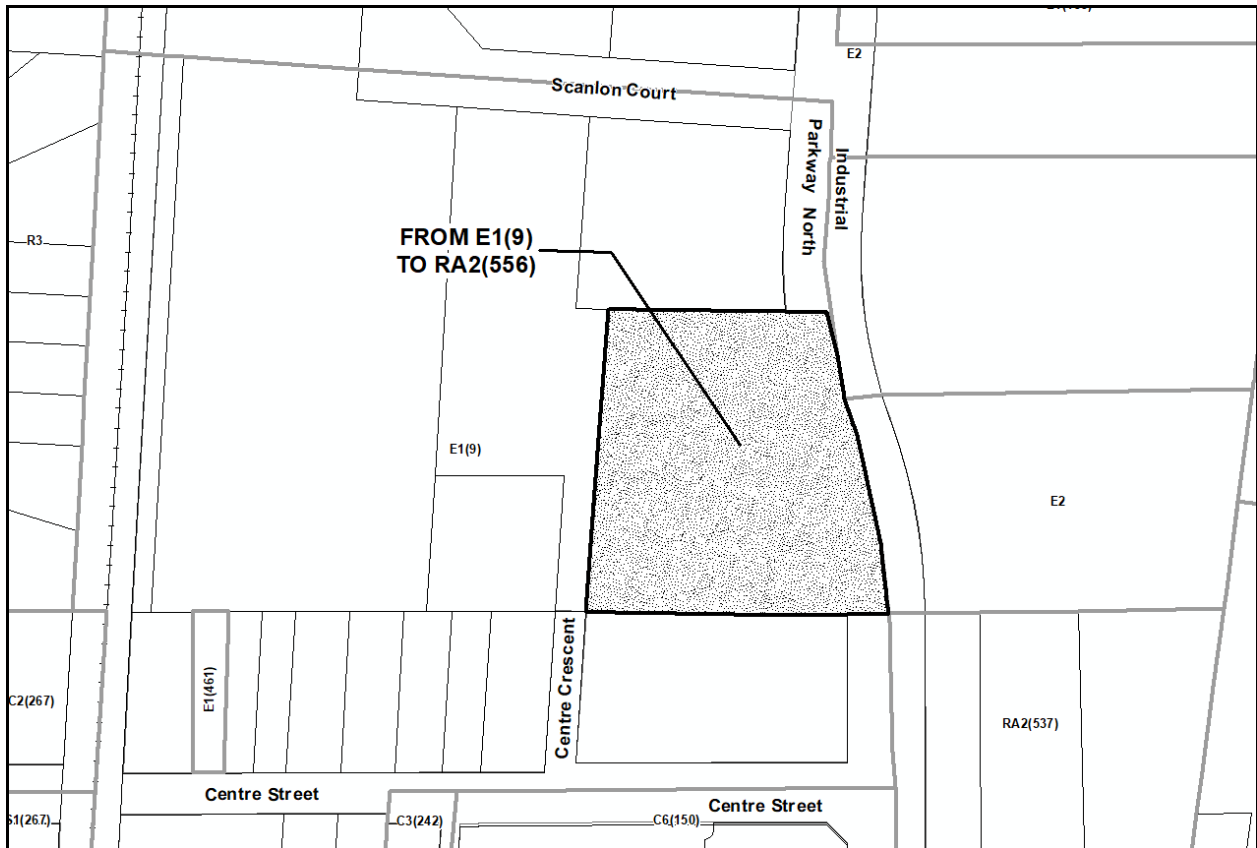 E2
Scanlon Court
Parkway North
Industrial
R3
FROM E1(9)
TO RA2(556)
E1(9)
E2
Centre Crescent
E1(461)
C2(267)
RA2(537)
Centre Street
Centre Street
C3(242)
C6(150)